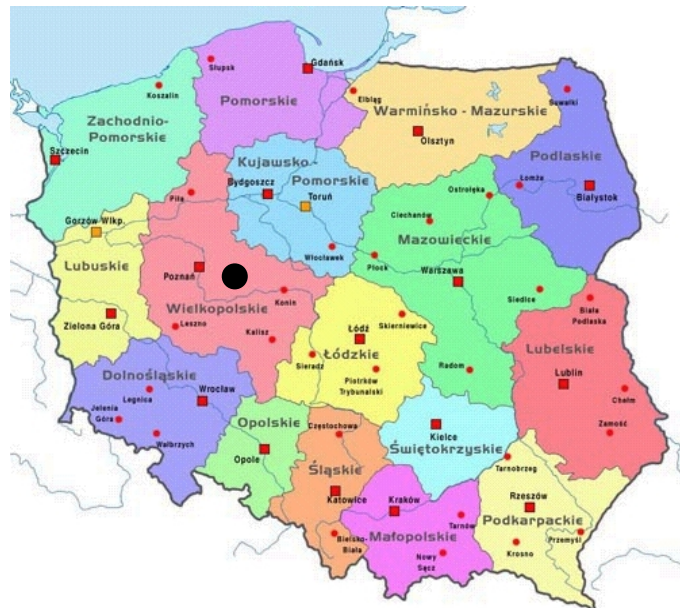 Słupsk
Gdańsk
Koszalin
Pomorskie
Elbląg
Warmińsko - Mazurskie
Suwałki
Zachodnio-
Pomorskie
Olsztyn
Szczecin
Kujawsko-
Pomorskie
Podlaskie
Bydgoszcz
Toruń
Piła
Łomża
Ostrołęka
Białystok
Gorzów Wlkp.
Ciechanów
Mazowieckie
Włocławek
Płock
Lubuskie
Poznań
Warszawa
Konin
Siedlce
Biała
Podlaska
Wielkopolskie
Zielona Góra
Leszno
Kalisz
Łódź
Skierniewice
Łódzkie
Sieradz
Piotrków
Trybunalski
Radom
Lubelskie
Lublin
Dolnośląskie
Legnica
Wrocław
Chełm
Jelenia
Góra
Wałbrzych
Opolskie
Opole
Częstochowa
Kielce
Świętokrzyskie
Zamość
Tarnobrzeg
Śląskie
Katowice
Kraków
Rzeszów
Podkarpackie
Bielsko-
Biała
Małopolskie
Tarnów
Nowy
Sącz
Krosno
Przemyśl